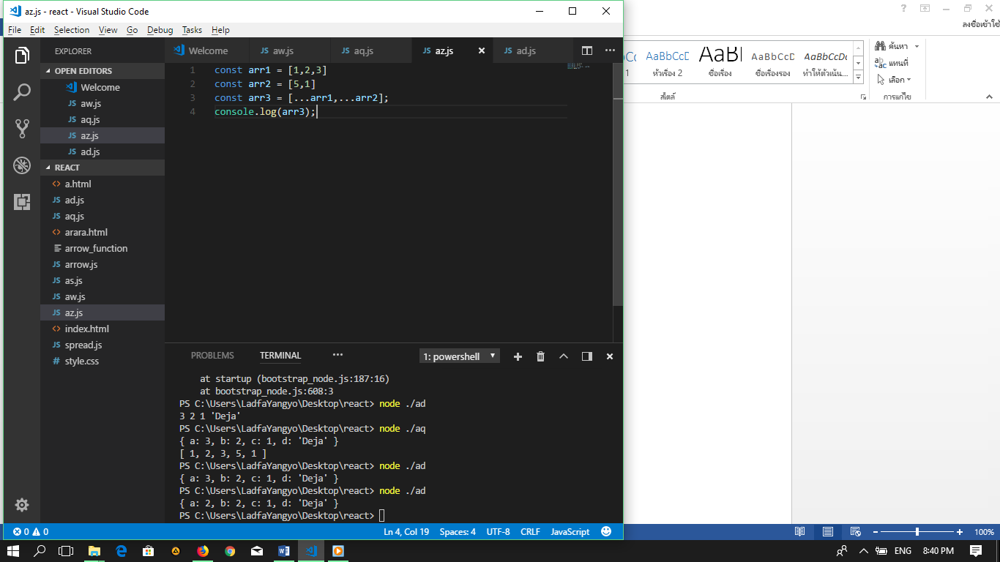 az.js - react - Visual Studio Code
File Edit Selection View Go Debug Tasks Help
EXPLORER
OPEN EDITORS
Welcome
aw.js
aq.js
az.js
ad.js
REACT
a.html
ad.js
aq.js
arara.html
arrow_function
arrow.js
as.js
aw.js
az.js
index.html
spread.js
style.css
Welcome aw.js aq.js az.js ad.js
1 const arr1 = [1,2,3]
2 const arr2 = [5,1]
3 const arr3 = [...arr1,...arr2];
4 console.log(arr3);
PROBLEMS TERMINAL ••• 1: powershell
at startup (bootstrap_node.js:187:16)
at bootstrap_node.js:608:3
PS C:\Users\LadfaYangyo\Desktop\react> node ./ad
3 2 1 'Deja'
PS C:\Users\LadfaYangyo\Desktop\react> node ./aq
{ a: 3, b: 2, c: 1, d: 'Deja' }
[ 1, 2, 3, 5, 1 ]
PS C:\Users\LadfaYangyo\Desktop\react> node ./ad
{ a: 3, b: 2, c: 1, d: 'Deja' }
PS C:\Users\LadfaYangyo\Desktop\react> node ./ad
{ a: 2, b: 2, c: 1, d: 'Deja' }
PS C:\Users\LadfaYangyo\Desktop\react>
0 0 Ln 4, Col 19 Spaces: 4 UTF-8 CRLF JavaScript
ลงชื่อเข้าใช้
AaBbCcD AaBl AaBbCcD AaBbCcDc
1 หัวเรื่อง 2 ชื่อเรื่อง ชื่อเรื่องรอง ทำให้ตัวเน้น...
สไตล์
ค้นหา
แทนที่
เลือก
การแก้ไข
100%
ENG 8:40 PM